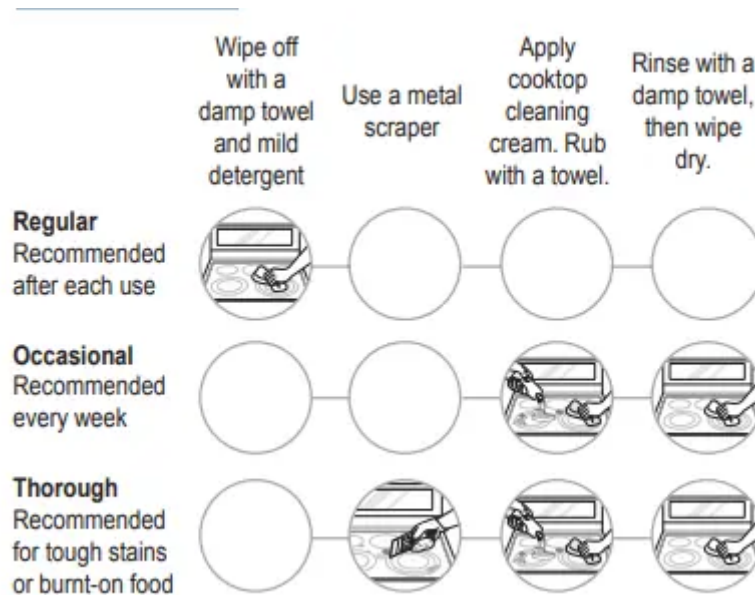 Wipe off
with a
damp towel
and mild
detergent
Use a metal
scraper
Apply
cooktop
cleaning
cream. Rub
with a towel.
Rinse with a
damp towel,
then wipe
dry.
Regular
Recommended
after each use
Occasional
Recommended
every week
Thorough
Recommended
for tough stains
or burnt-on food